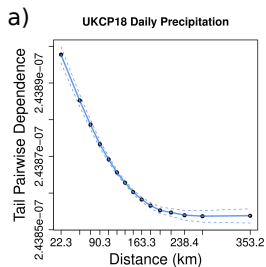 a)
UKCP18 Daily Precipitation
Tail Pairwise Dependence
2.4389e−07
2.4387e−07
2.4385e−07
22.3 90.3 163.3 238.4 353.2
Distance (km)